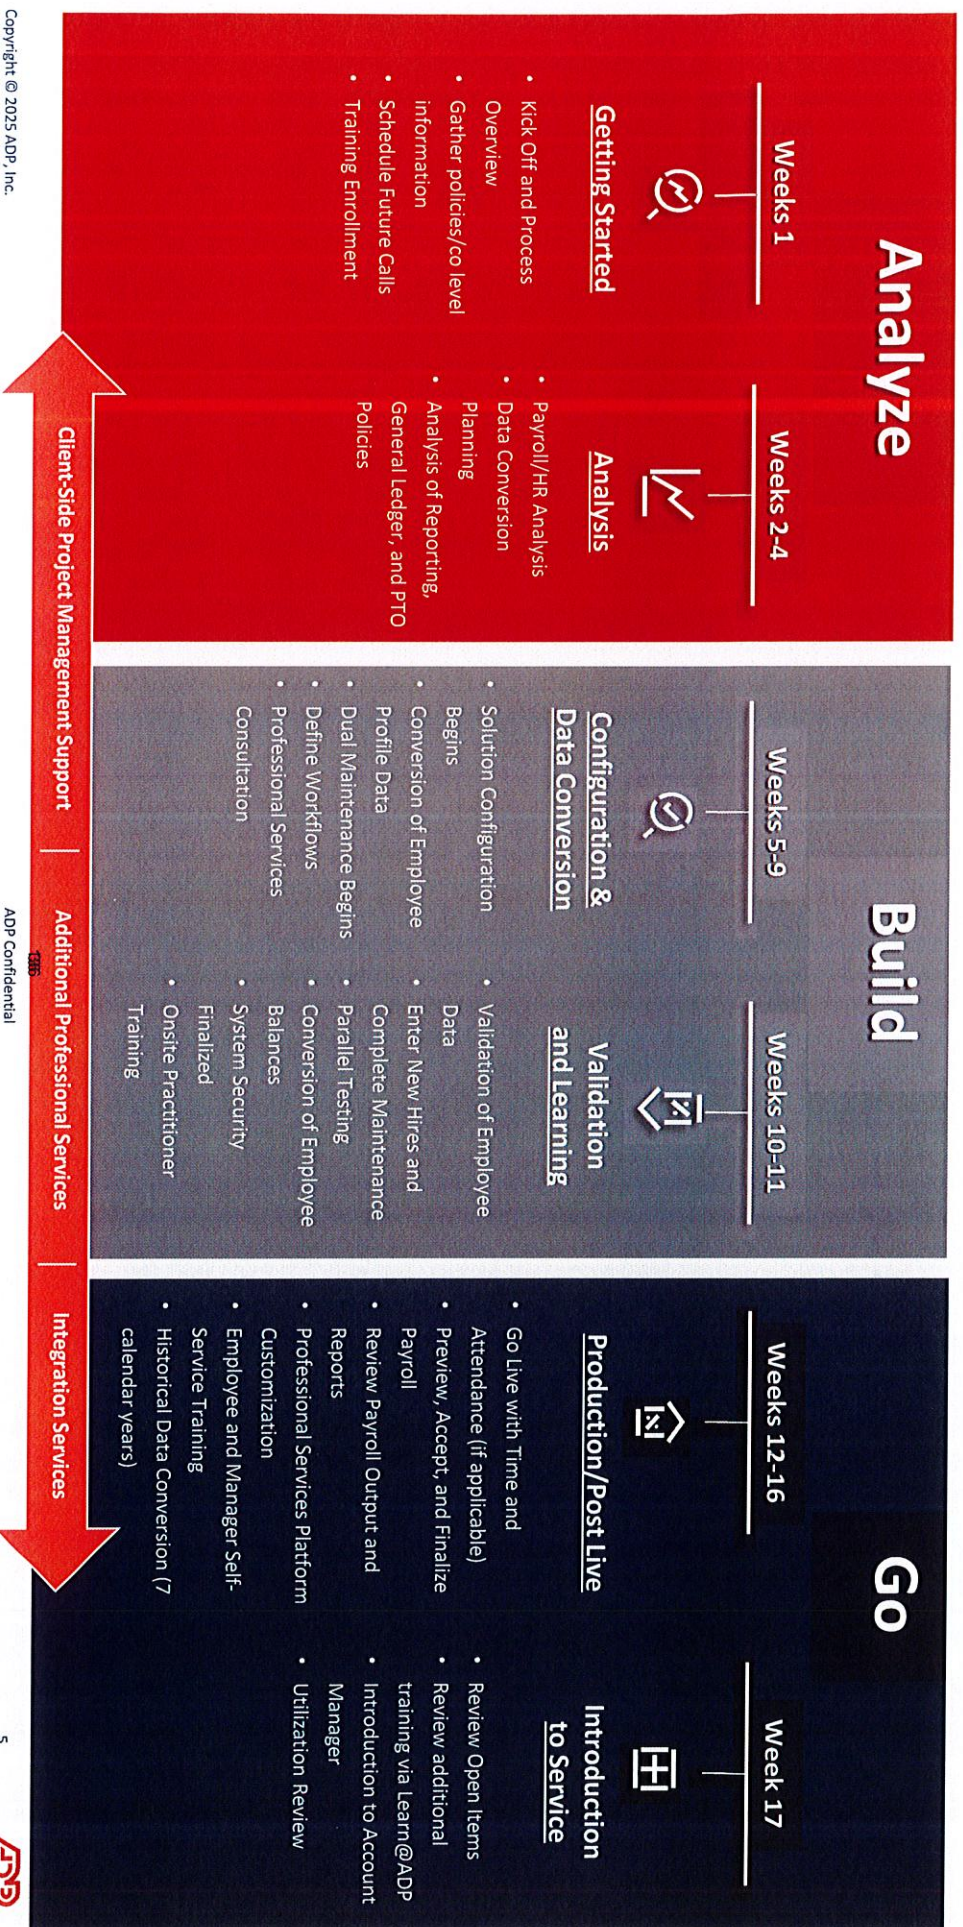 Analyze
Weeks 1
Getting Started
• Kick Off and Process
Overview
• Gather policies/co level
information
• Schedule Future Calls
• Training Enrollment
Weeks 2-4
Analysis
• Payroll/HR Analysis
• Data Conversion
Planning
• Analysis of Reporting,
General Ledger, and PTO
Policies
Build
Weeks 5-9
Configuration &
Data Conversion
• Solution Configuration
Begins
• Conversion of Employee
Profile Data
• Dual Maintenance Begins
• Define Workflows
• Professional Services
Consultation
Weeks 10-11
Validation
and Learning
• Validation of Employee
Data
• Enter New Hires and
Complete Maintenance
• Parallel Testing
• Conversion of Employee
Balances
• System Security
Finalized
• Onsite Practitioner
Training
Go
Weeks 12-16
Production/Post Live
• Go Live with Time and
Attendance (if applicable)
• Preview, Accept, and Finalize
Payroll
• Review Payroll Output and
Reports
• Professional Services Platform
Customization
• Employee and Manager Self-
Service Training
• Historical Data Conversion (7
calendar years)
Week 17
Introduction
to Service
• Review Open Items
• Review additional
training via Learn@ADP
• Introduction to Account
Manager
• Utilization Review
Client-Side Project Management Support
Additional Professional Services
Integration Services
Copyright © 2025 ADP, Inc.
ADP Confidential
5
ADP